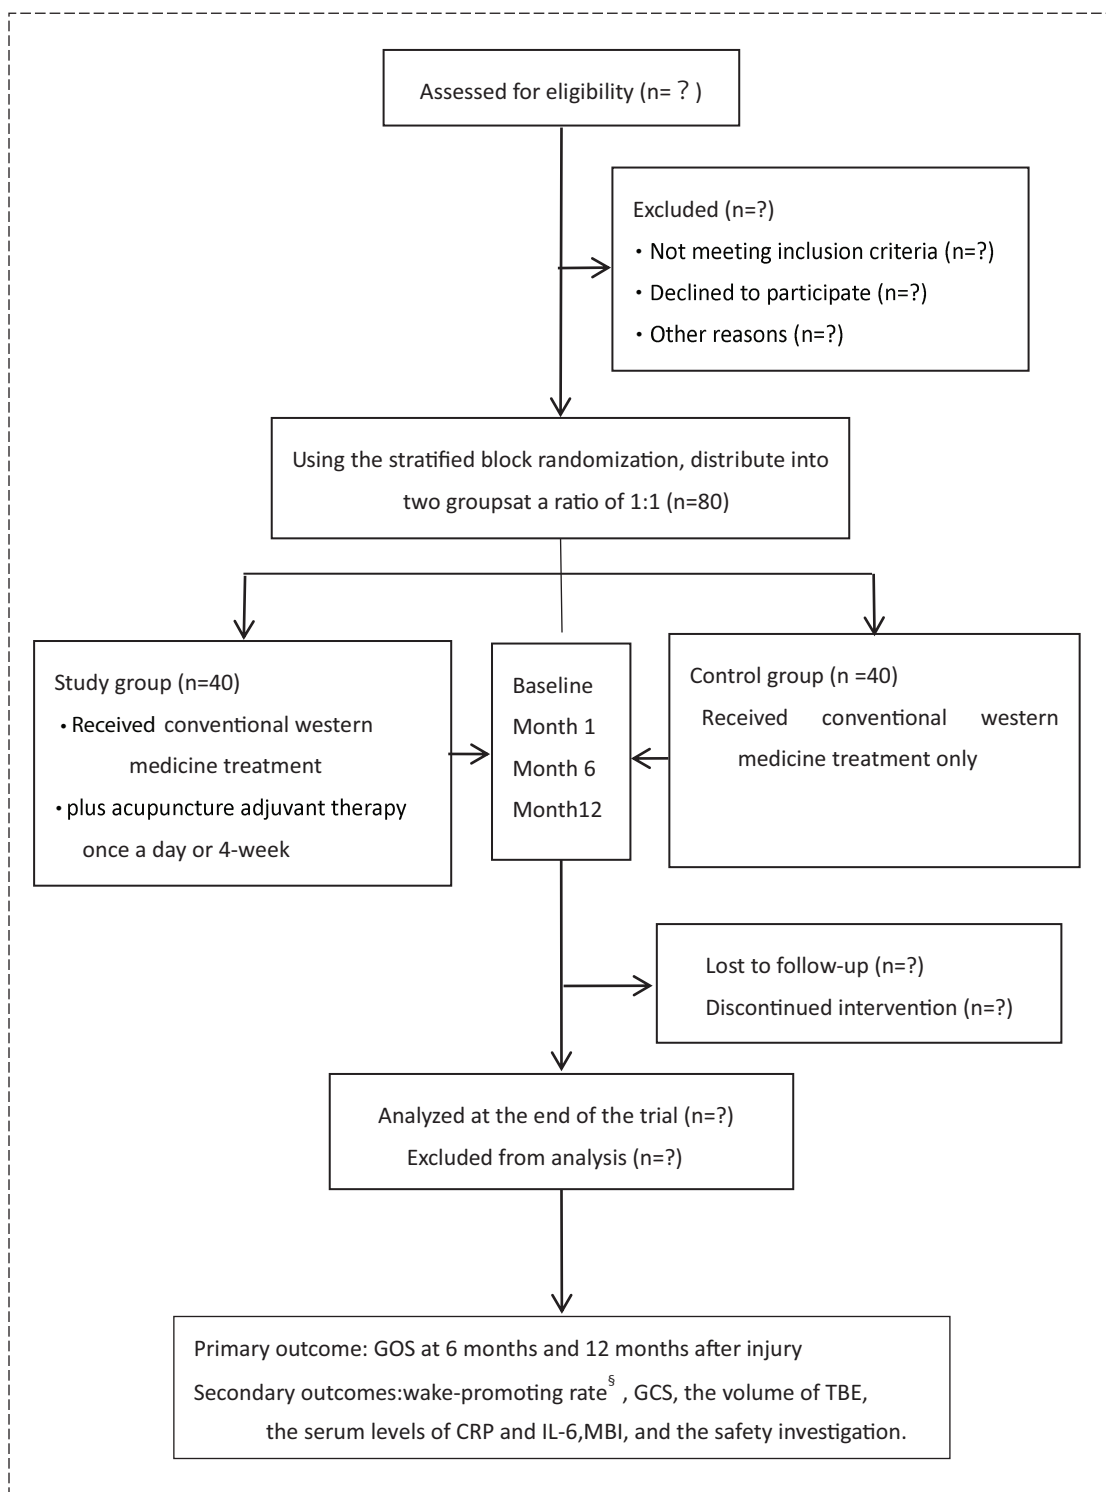 Assessed for eligibility (n= ？)
Excluded (n=?)
・Not meeting inclusion criteria (n=?)
・Declined to participate (n=?)
・Other reasons (n=?)
Using the stratified block randomization, distribute into
two groupsat a ratio of 1:1 (n=80)
Study group (n=40)
・Received conventional western
medicine treatment
・plus acupuncture adjuvant therapy
once a day or 4-week
Baseline
Month 1
Month 6
Month12
Control group (n =40)
Received conventional western
medicine treatment only
Lost to follow-up (n=?)
Discontinued intervention (n=?)
Analyzed at the end of the trial (n=?)
Excluded from analysis (n=?)
Primary outcome: GOS at 6 months and 12 months after injury
Secondary outcomes:wake-promoting rate§ , GCS, the volume of TBE,
the serum levels of CRP and IL-6,MBI, and the safety investigation.